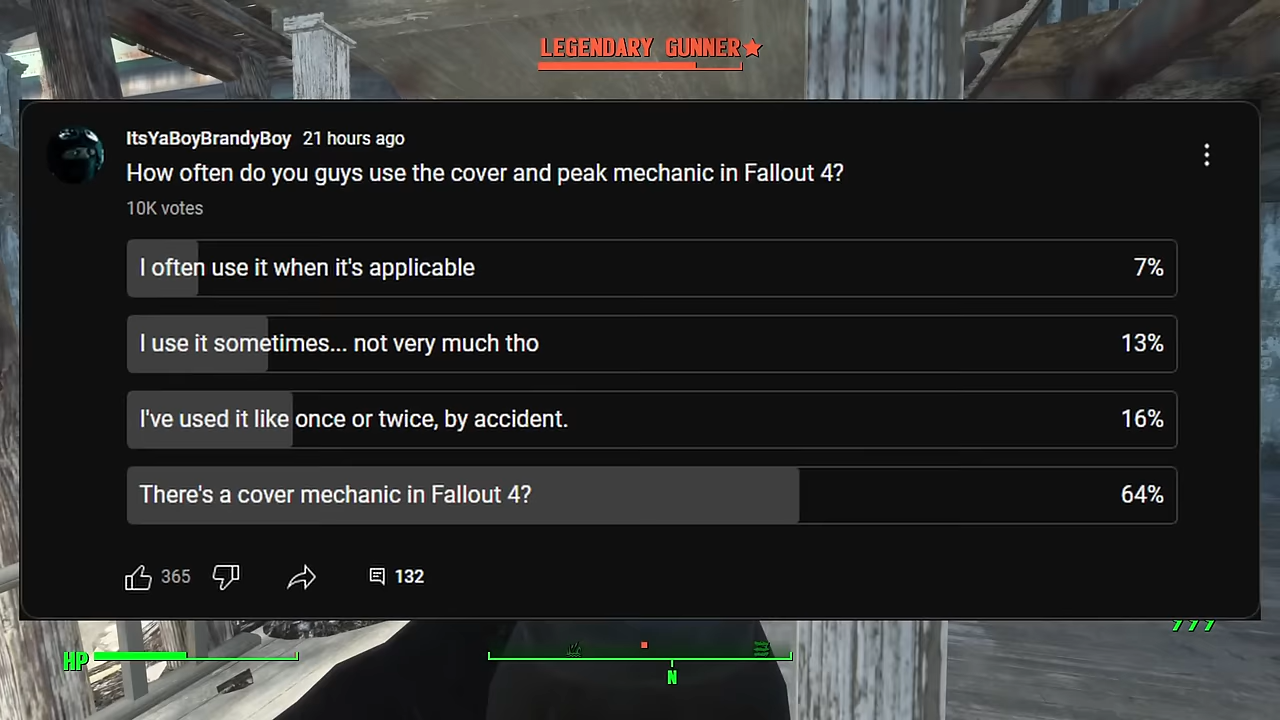 LEGENDARY GUNNER★
ItsYaBoyBrandyBoy 21 hours ago
How often do you guys use the cover and peak mechanic in Fallout 4?
10K votes
I often use it when it's applicable 7%
I use it sometimes... not very much tho 13%
I've used it like once or twice, by accident. 16%
There's a cover mechanic in Fallout 4? 64%
365 132
HP
N